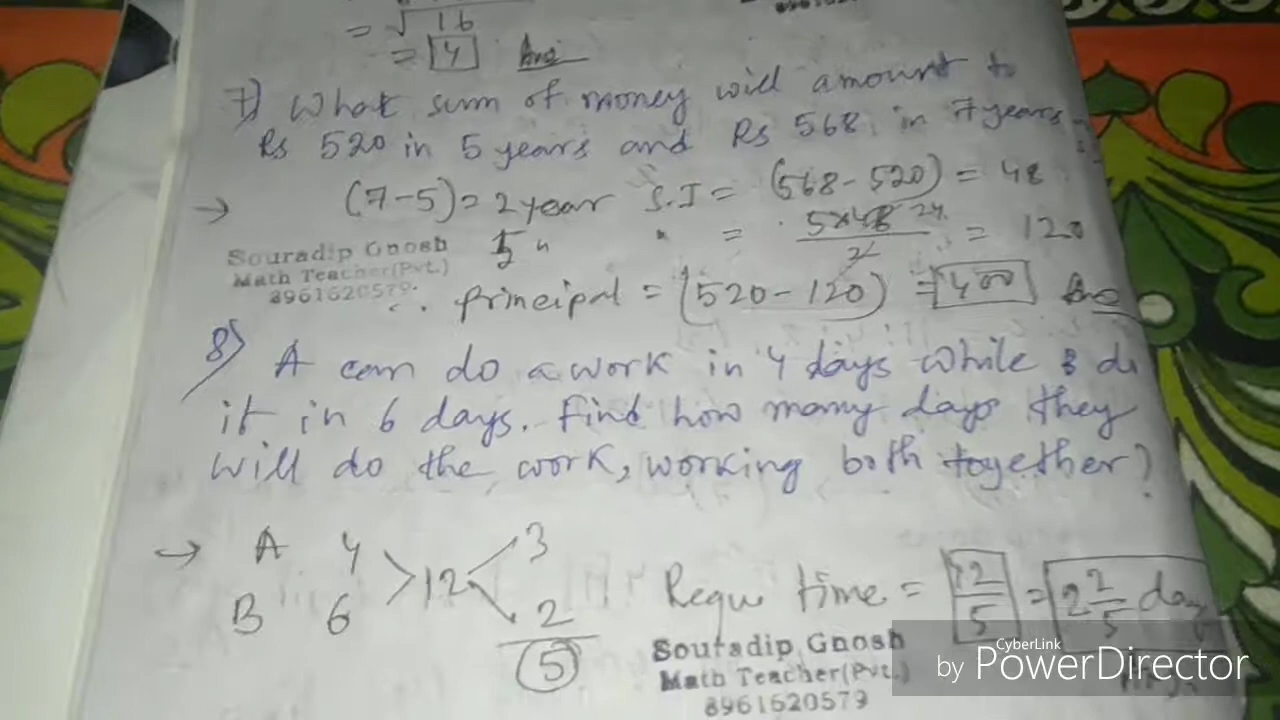 = √16
= 4 Ans
7) What sum of money will amount to
Rs 520 in 5 years and Rs 568 in 7 years
→ (7-5)= 2 year S.I = (568-520) = 48
5 " " = 5x48 24 / 2 = 120
Souradip Ghosh
Math Teacher(Pvt.)
8961620579
∴ principal = (520-120) = 400 Ans
8) A can do a work in 4 days while B do
it in 6 days. Find how many days they
will do the work, working both together?
→ A 4 > 12 < 3
B 6 2
5
Requ time = 12/5 = 2 2/5 days
Souradip Ghosh
Math Teacher(Pvt.)
8961620579
CyberLink
by PowerDirector